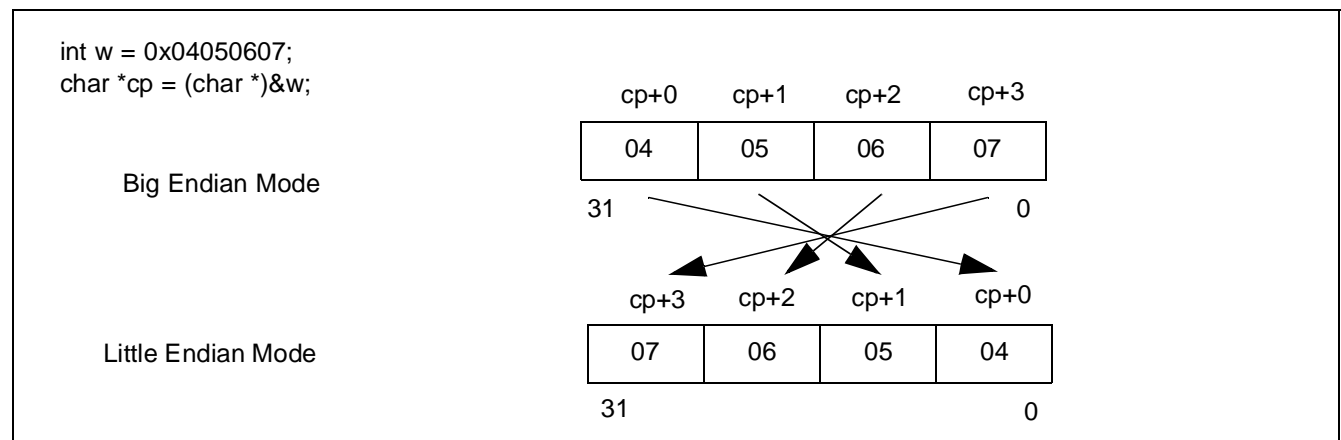 int w = 0x04050607;
char *cp = (char *)&w;
cp+0 cp+1 cp+2 cp+3
04 05 06 07
Big Endian Mode
31 0
cp+3 cp+2 cp+1 cp+0
Little Endian Mode
07 06 05 04
31 0